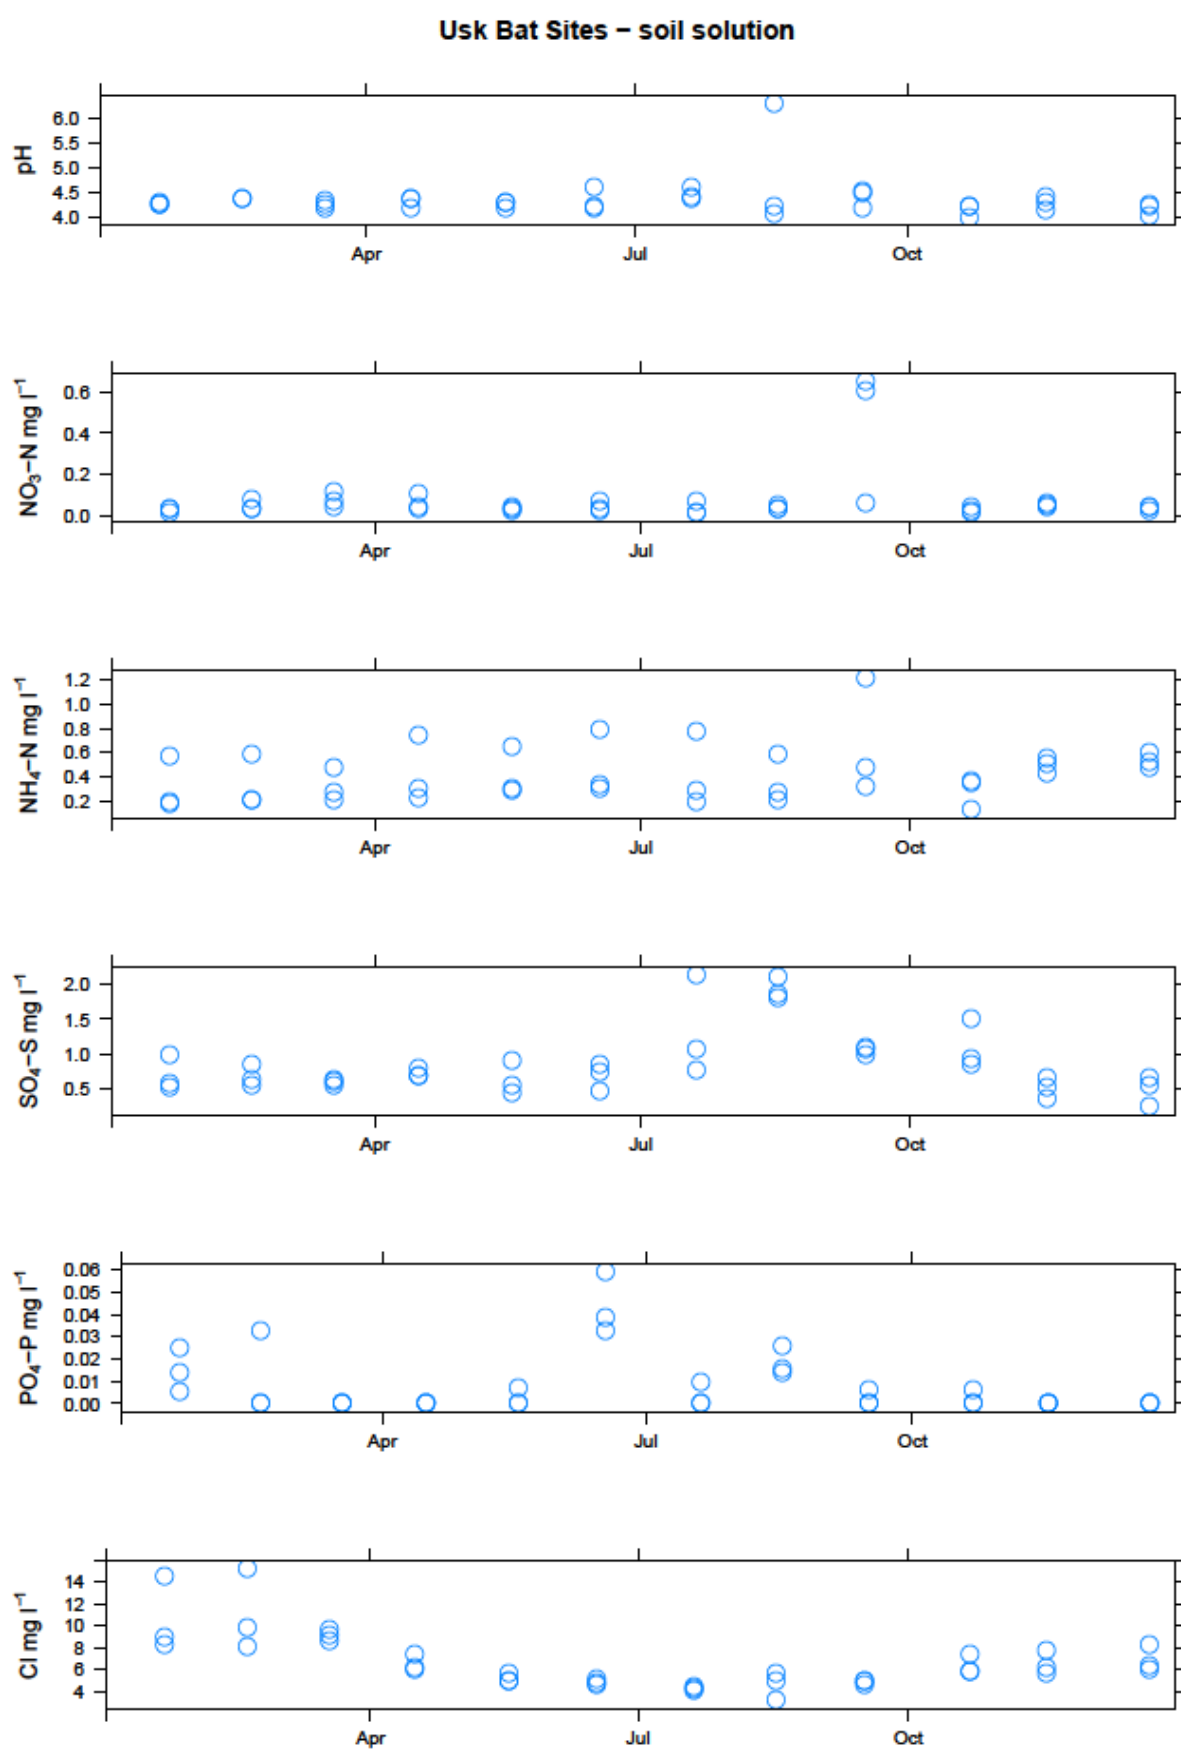 Usk Bat Sites − soil solution
pH
6.0
5.5
5.0
4.5
4.0
Apr Jul Oct
NO₃−N mg l⁻¹
0.6
0.4
0.2
0.0
Apr Jul Oct
NH₄−N mg l⁻¹
1.2
1.0
0.8
0.6
0.4
0.2
Apr Jul Oct
SO₄−S mg l⁻¹
2.0
1.5
1.0
0.5
Apr Jul Oct
PO₄−P mg l⁻¹
0.06
0.05
0.04
0.03
0.02
0.01
0.00
Apr Jul Oct
Cl mg l⁻¹
14
12
10
8
6
4
Apr Jul Oct